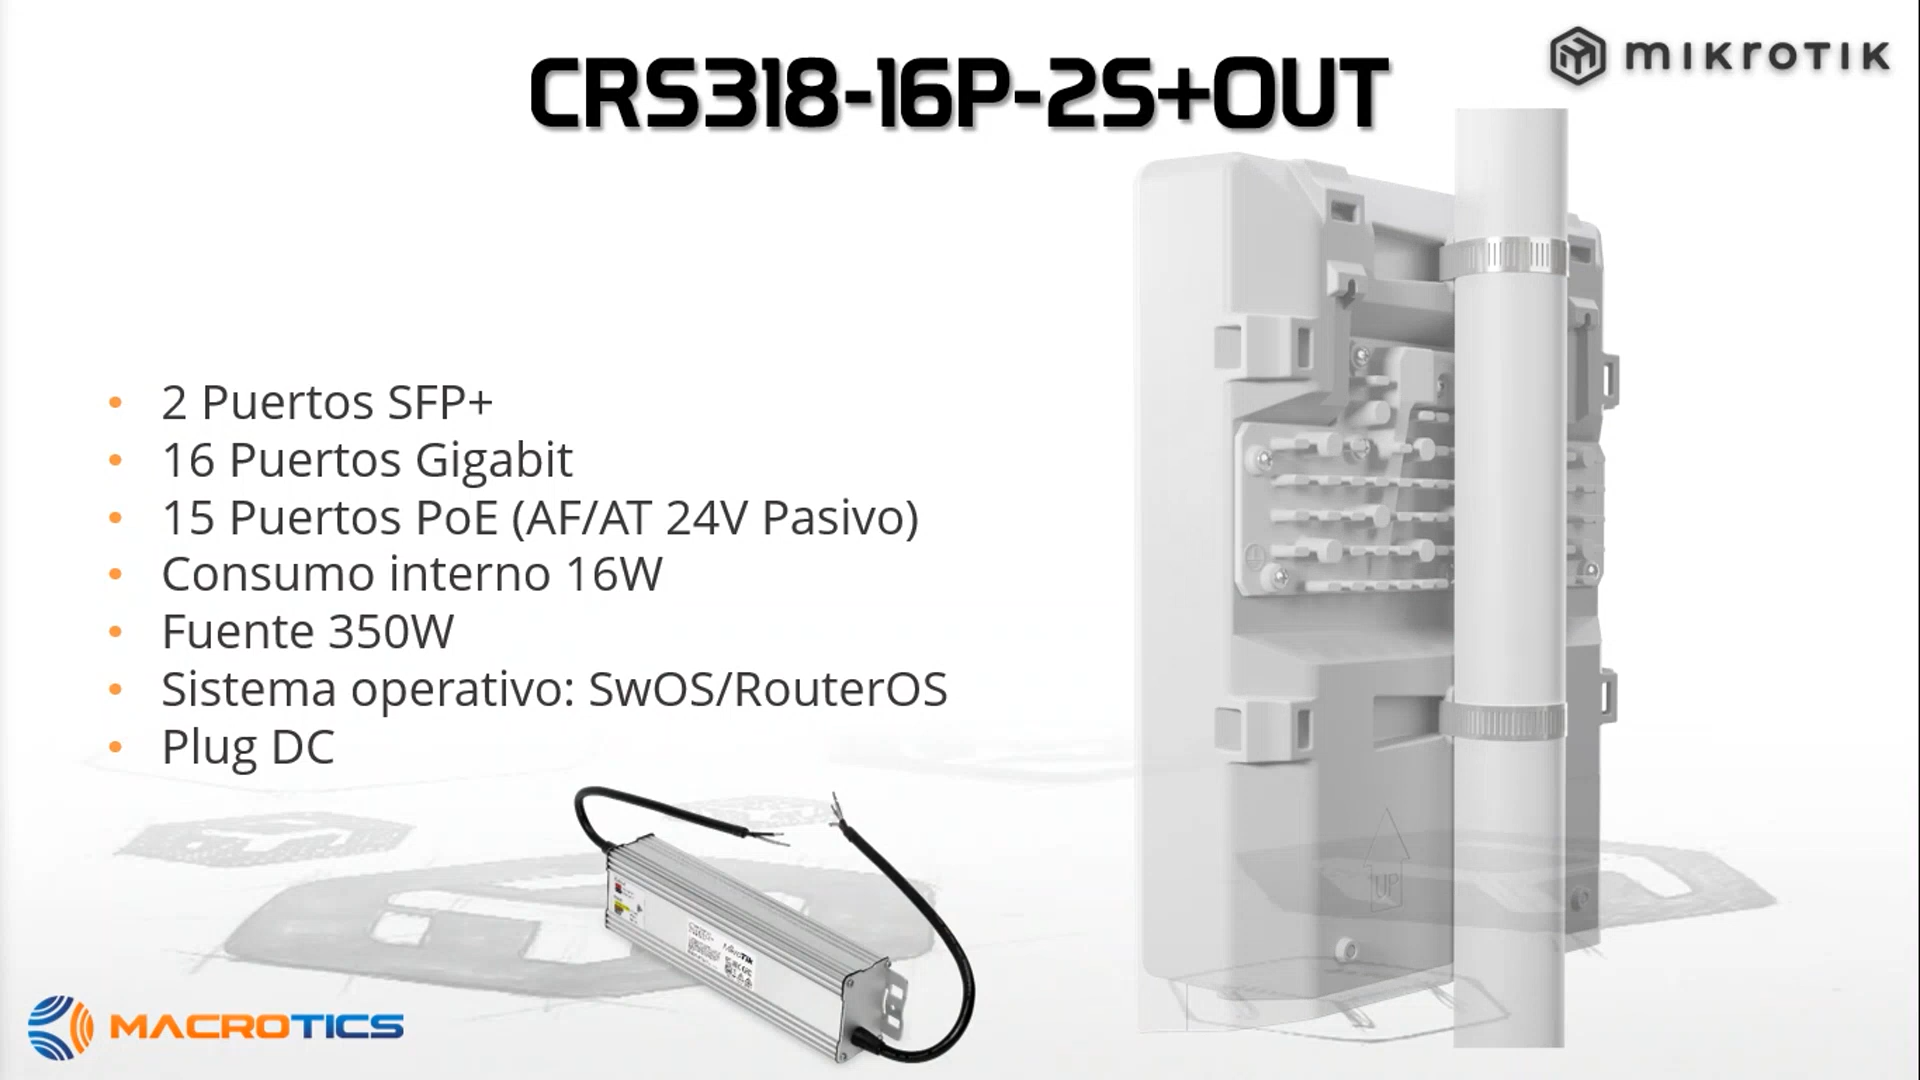 mikrotik
CRS318-16P-2S+OUT
• 2 Puertos SFP+
• 16 Puertos Gigabit
• 15 Puertos PoE (AF/AT 24V Pasivo)
• Consumo interno 16W
• Fuente 350W
• Sistema operativo: SwOS/RouterOS
• Plug DC
UP
MikroTik
MACROTICS